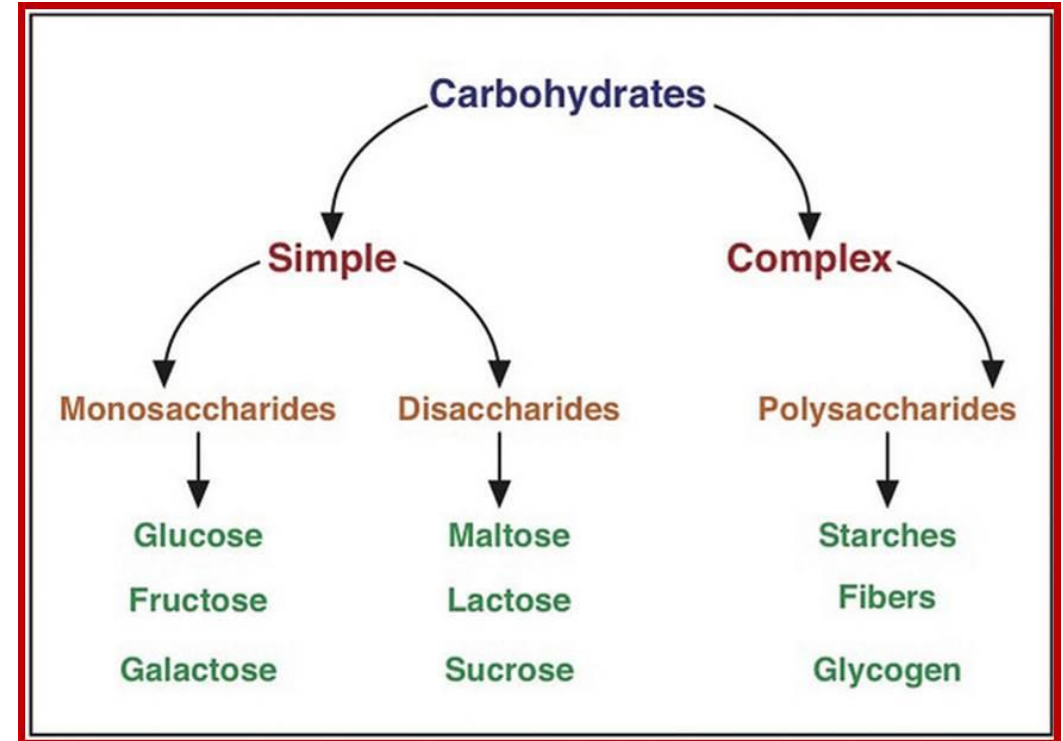 Carbohydrates
Simple
Complex
Monosaccharides
Disaccharides
Polysaccharides
Glucose
Maltose
Starches
Fructose
Lactose
Fibers
Galactose
Sucrose
Glycogen